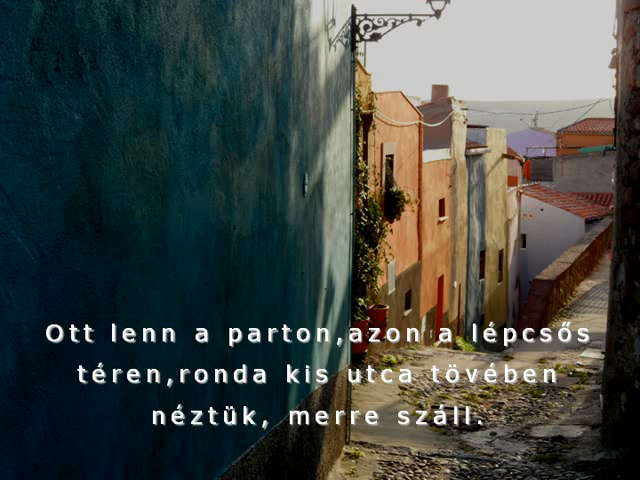 Ott lenn a parton,azon a lépcsős
téren,ronda kis utca tövében
néztük, merre száll.